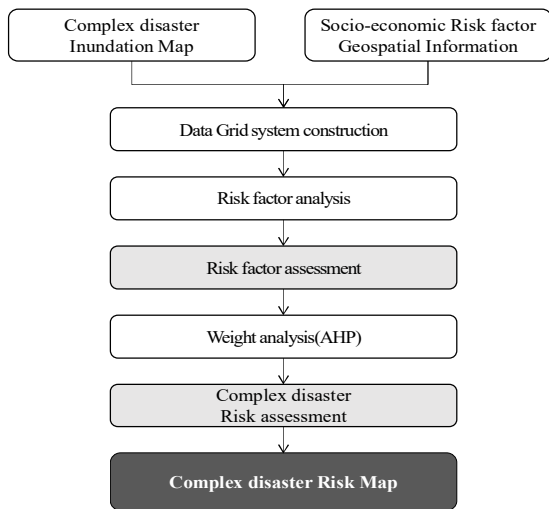 Complex disaster
Inundation Map
Socio-economic Risk factor
Geospatial Information
Data Grid system construction
Risk factor analysis
Risk factor assessment
Weight analysis(AHP)
Complex disaster
Risk assessment
Complex disaster Risk Map